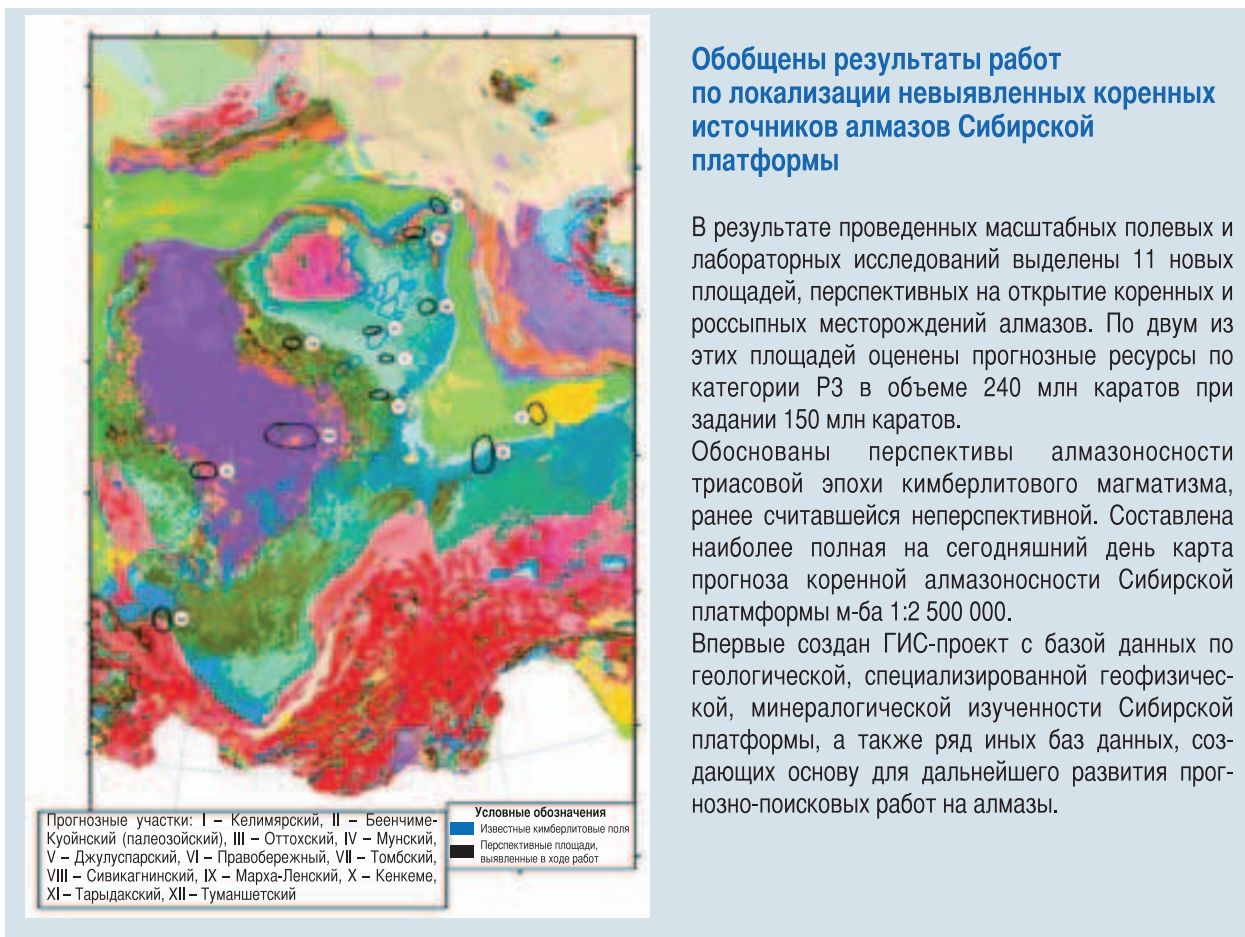 Обобщены результаты работ
по локализации невыявленных коренных
источников алмазов Сибирской
платформы
В результате проведенных масштабных полевых и
лабораторных исследований выделены 11 новых
площадей, перспективных на открытие коренных и
россыпных месторождений алмазов. По двум из
этих площадей оценены прогнозные ресурсы по
категории Р3 в объеме 240 млн каратов при
задании 150 млн каратов.
Обоснованы перспективы алмазоносности
триасовой эпохи кимберлитового магматизма,
ранее считавшейся неперспективной. Составлена
наиболее полная на сегодняшний день карта
прогноза коренной алмазоносности Сибирской
платмформы м-ба 1:2 500 000.
Впервые создан ГИС-проект с базой данных по
геологической, специализированной геофизичес-
кой, минералогической изученности Сибирской
платформы, а также ряд иных баз данных, соз-
дающих основу для дальнейшего развития прог-
нозно-поисковых работ на алмазы.
Прогнозные участки: I – Келимярский, II – Беенчиме-
Куойнский (палеозойский), III – Оттохский, IV – Мунский,
V – Джулуспарский, VI – Правобережный, VII – Томбский,
VIII – Сивикагнинский, IX – Марха-Ленский, X – Кенкеме,
XI – Тарыдакский, XII – Туманшетский
Условные обозначения
Известные кимберлитовые поля
Перспективные площади,
выявленные в ходе работ